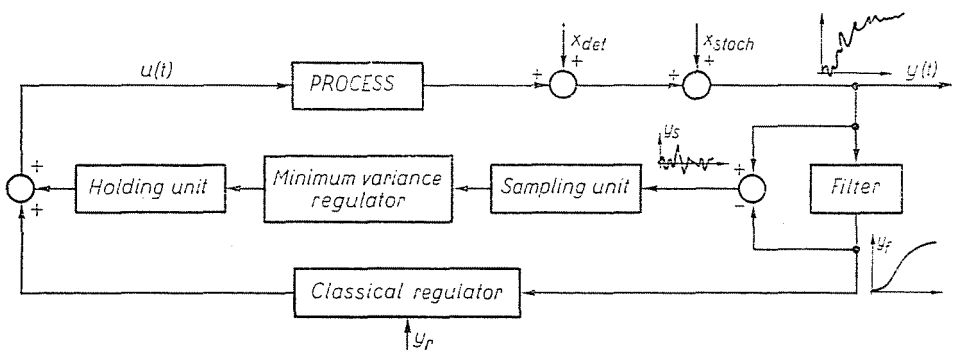 x_det
x_stoch
u(t)
PROCESS
y(t)
+
+
÷
÷
y_s
+
+
+
-
Holding unit
Minimum variance
regulator
Sampling unit
Filter
y_f
Classical regulator
y_r